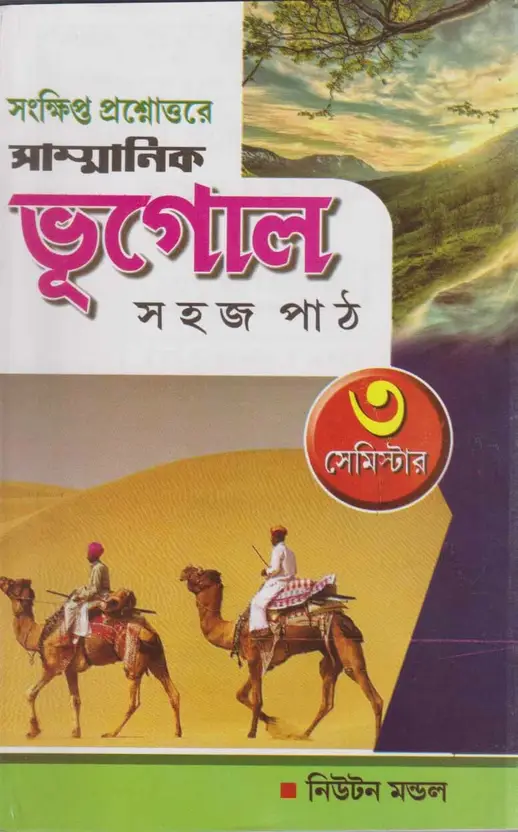 সংক্ষিপ্ত প্রশ্নোত্তরে
সাম্মানিক
ভূগোল
সহজ পাঠ
৩
সেমিস্টার
নিউটন মন্ডল